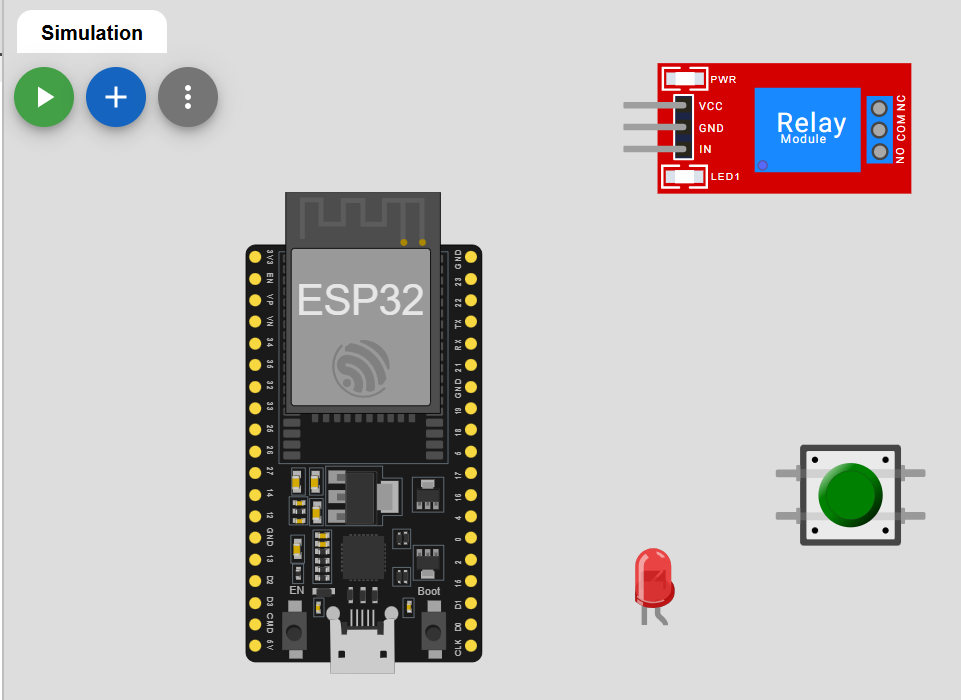 Simulation
PWR
VCC
GND
IN
LED1
Relay
Module
NO COM NC
ESP32
3V3
EN
VP
VN
34
35
32
33
25
26
27
14
12
GND
13
D2
D3
CMD
5V
GND
23
22
TX
RX
21
GND
19
18
5
17
16
4
0
2
15
D1
D0
CLK
EN
Boot